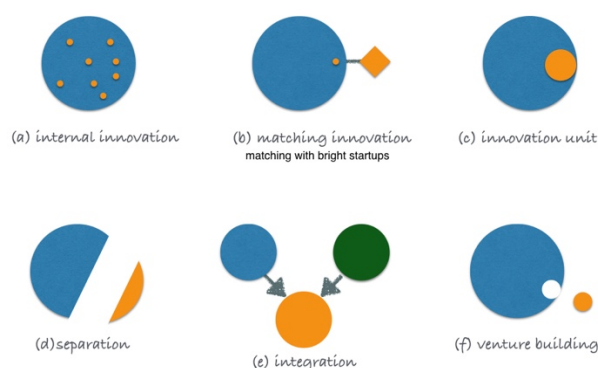 (a) internal innovation
(b) matching innovation
matching with bright startups
(c) innovation unit
(d)separation
(e) integration
(f) venture building